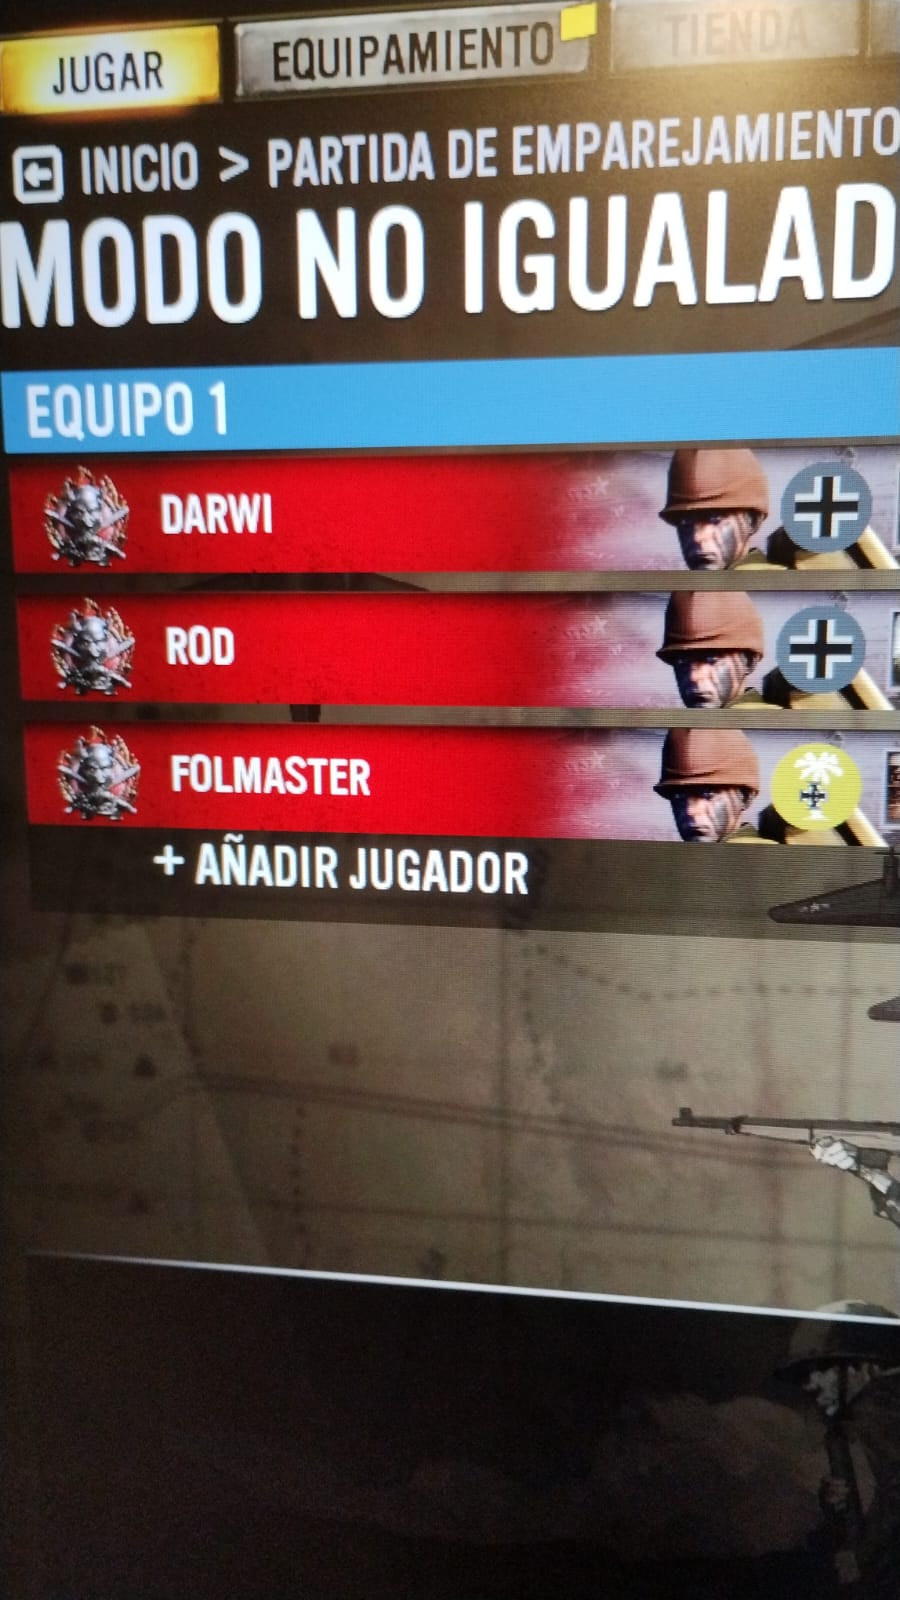 JUGAR
EQUIPAMIENTO
TIENDA
INICIO > PARTIDA DE EMPAREJAMIENTO
MODO NO IGUALAD
EQUIPO 1
DARWI
ROD
FOLMASTER
+ AÑADIR JUGADOR